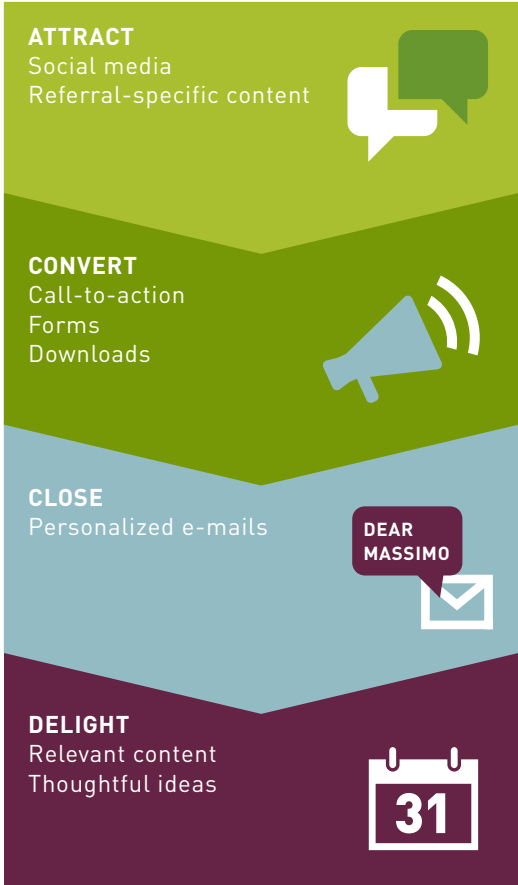 ATTRACT
Social media
Referral-specific content
CONVERT
Call-to-action
Forms
Downloads
CLOSE
Personalized e-mails
DEAR
MASSIMO
DELIGHT
Relevant content
Thoughtful ideas
31